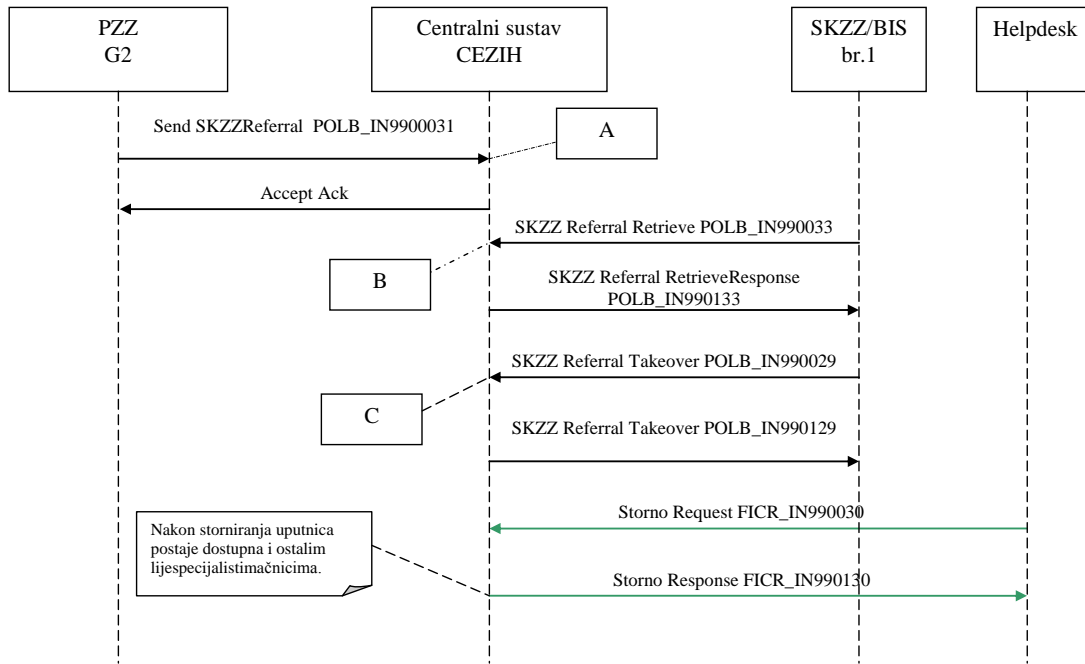 PZZ
G2
Centralni sustav
CEZIH
SKZZ/BIS
br.1
Helpdesk
Send SKZZReferral  POLB_IN9900031
A
Accept Ack
SKZZ Referral Retrieve POLB_IN990033
B
SKZZ Referral RetrieveResponse
POLB_IN990133
SKZZ Referral Takeover POLB_IN990029
C
SKZZ Referral Takeover POLB_IN990129
Storno Request FICR_IN990030
Nakon storniranja uputnica
postaje dostupna i ostalim
lijespecijalistimačnicima.
Storno Response FICR_IN990130